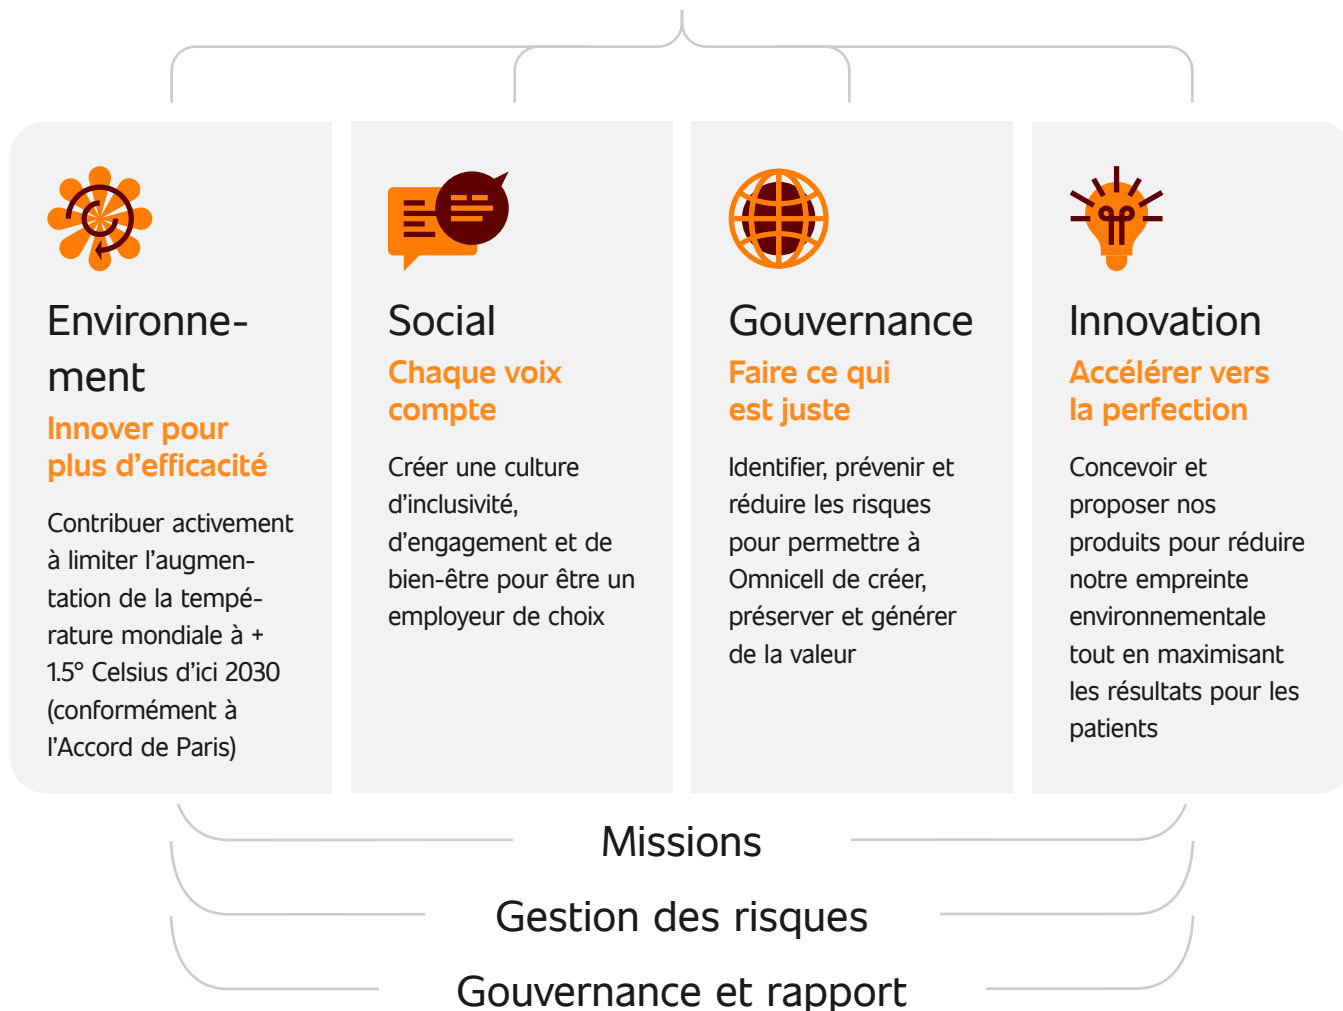 Environne-
ment
Innover pour
plus d’efficacité
Contribuer activement
à limiter l’augmen-
tation de la tempé-
rature mondiale à +
1.5° Celsius d’ici 2030
(conformément à
l’Accord de Paris)
Social
Chaque voix
compte
Créer une culture
d’inclusivité,
d’engagement et de
bien-être pour être un
employeur de choix
Gouvernance
Faire ce qui
est juste
Identifier, prévenir et
réduire les risques
pour permettre à
Omnicell de créer,
préserver et générer
de la valeur
Innovation
Accélérer vers
la perfection
Concevoir et
proposer nos
produits pour réduire
notre empreinte
environnementale
tout en maximisant
les résultats pour les
patients
Missions
Gestion des risques
Gouvernance et rapport